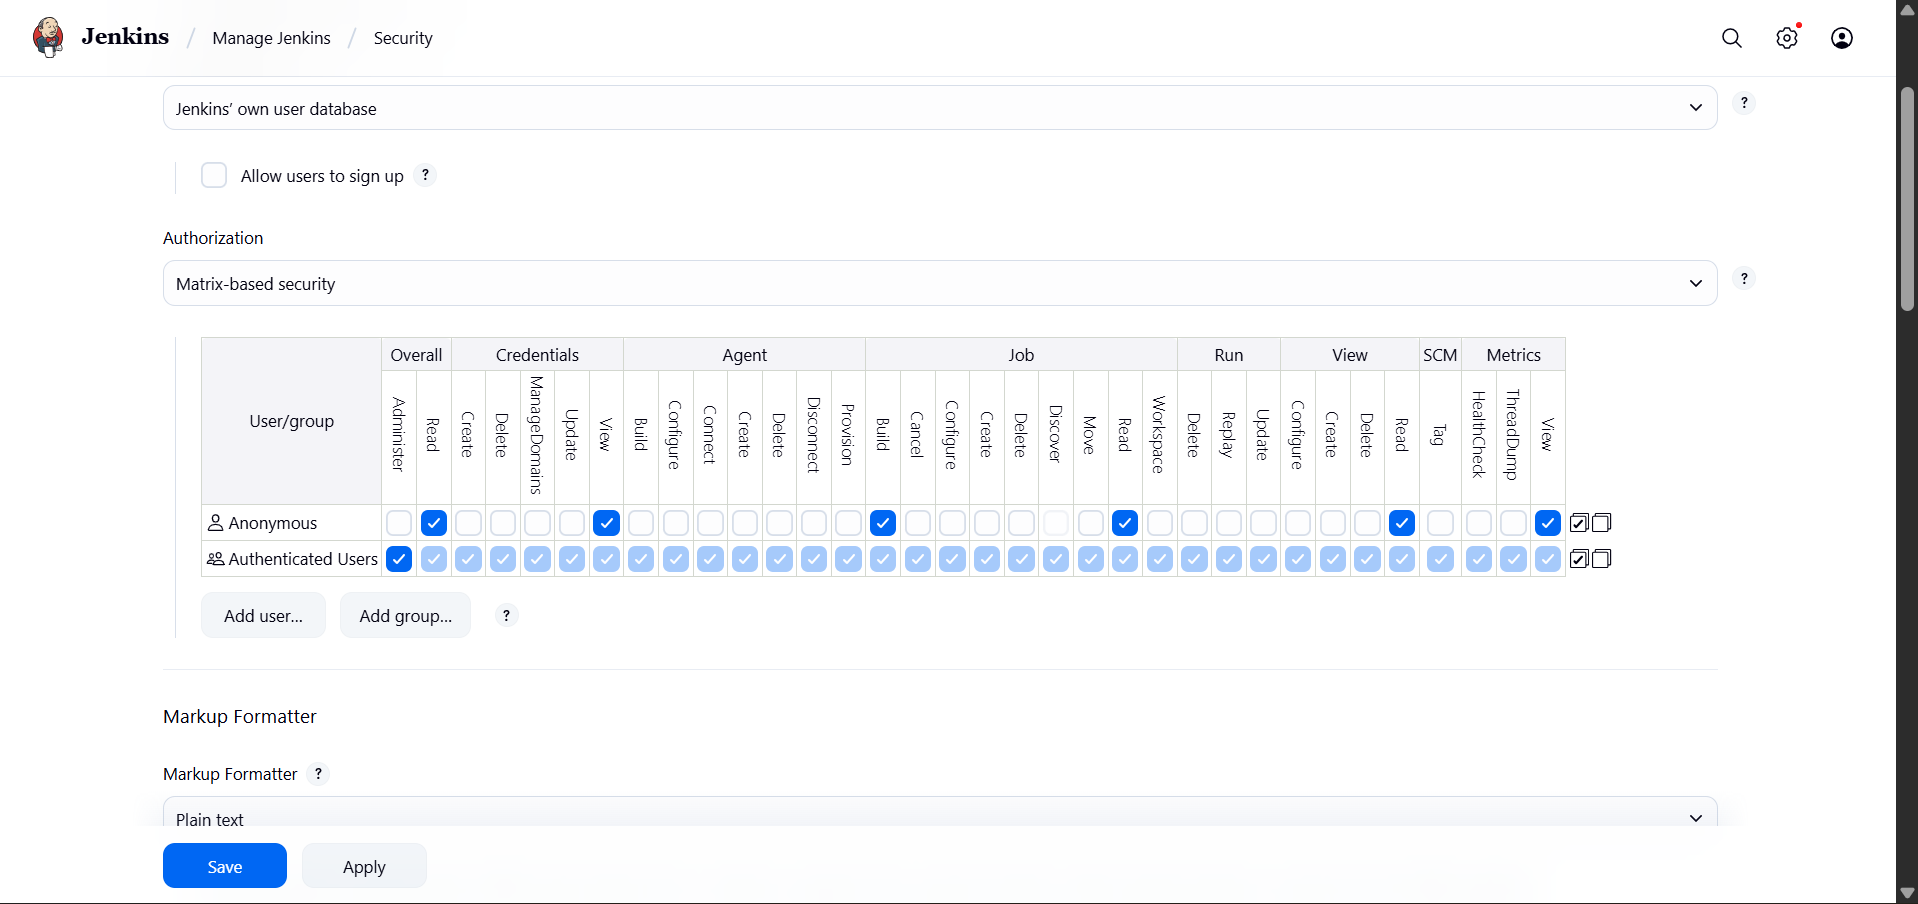 Jenkins / Manage Jenkins / Security
Jenkins’ own user database
?
Allow users to sign up ?
Authorization
Matrix-based security
?
User/group
Overall Credentials Agent Job Run View SCM Metrics
Administer Read Create Delete ManageDomains Update View Build Configure Connect Create Delete Disconnect Provision Build Cancel Configure Create Delete Discover Move Read Workspace Delete Replay Update Configure Create Delete Read Tag HealthCheck ThreadDump View
Anonymous
Authenticated Users
Add user... Add group... ?
Markup Formatter
Markup Formatter ?
Plain text
Save Apply